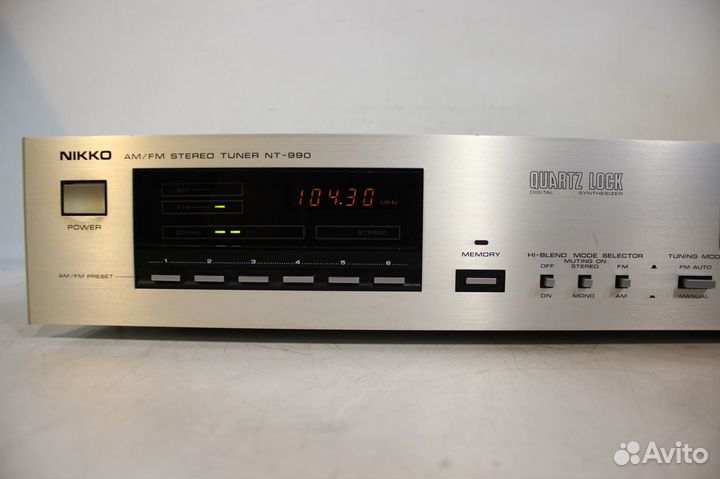 NIKKO AM/FM STEREO TUNER NT-990
POWER
AM
FM
SIGNAL
104.30 MHz
STEREO
AM/FM PRESET
1 2 3 4 5 6
MEMORY
QUARTZ LOCK
DIGITAL SYNTHESIZER
HI-BLEND MODE SELECTOR
OFF MUTING ON STEREO FM
ON MONO AM
TUNING MOD
FM AUTO
MANUAL
Avito